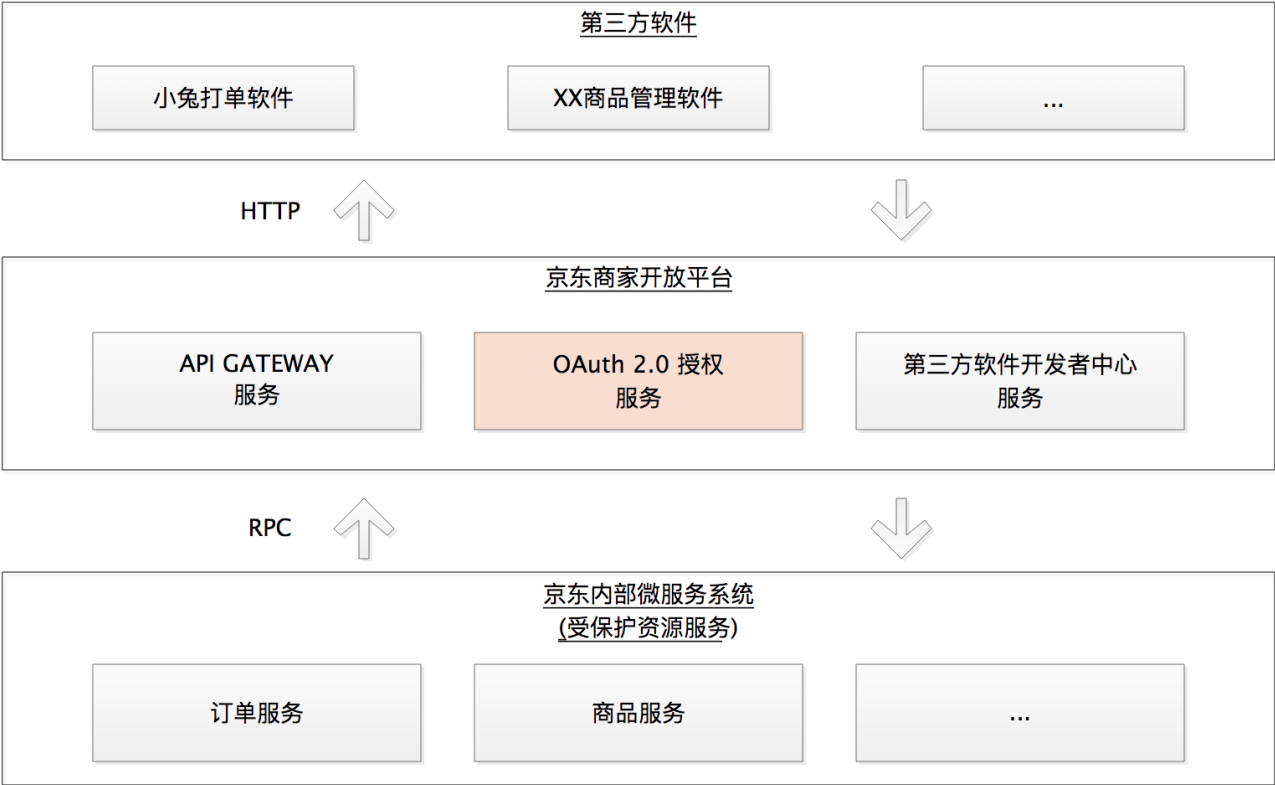 第三方软件
小兔打单软件
XX商品管理软件
...
HTTP
京东商家开放平台
API GATEWAY
服务
OAuth 2.0 授权
服务
第三方软件开发者中心
服务
RPC
京东内部微服务系统
(受保护资源服务)
订单服务
商品服务
...